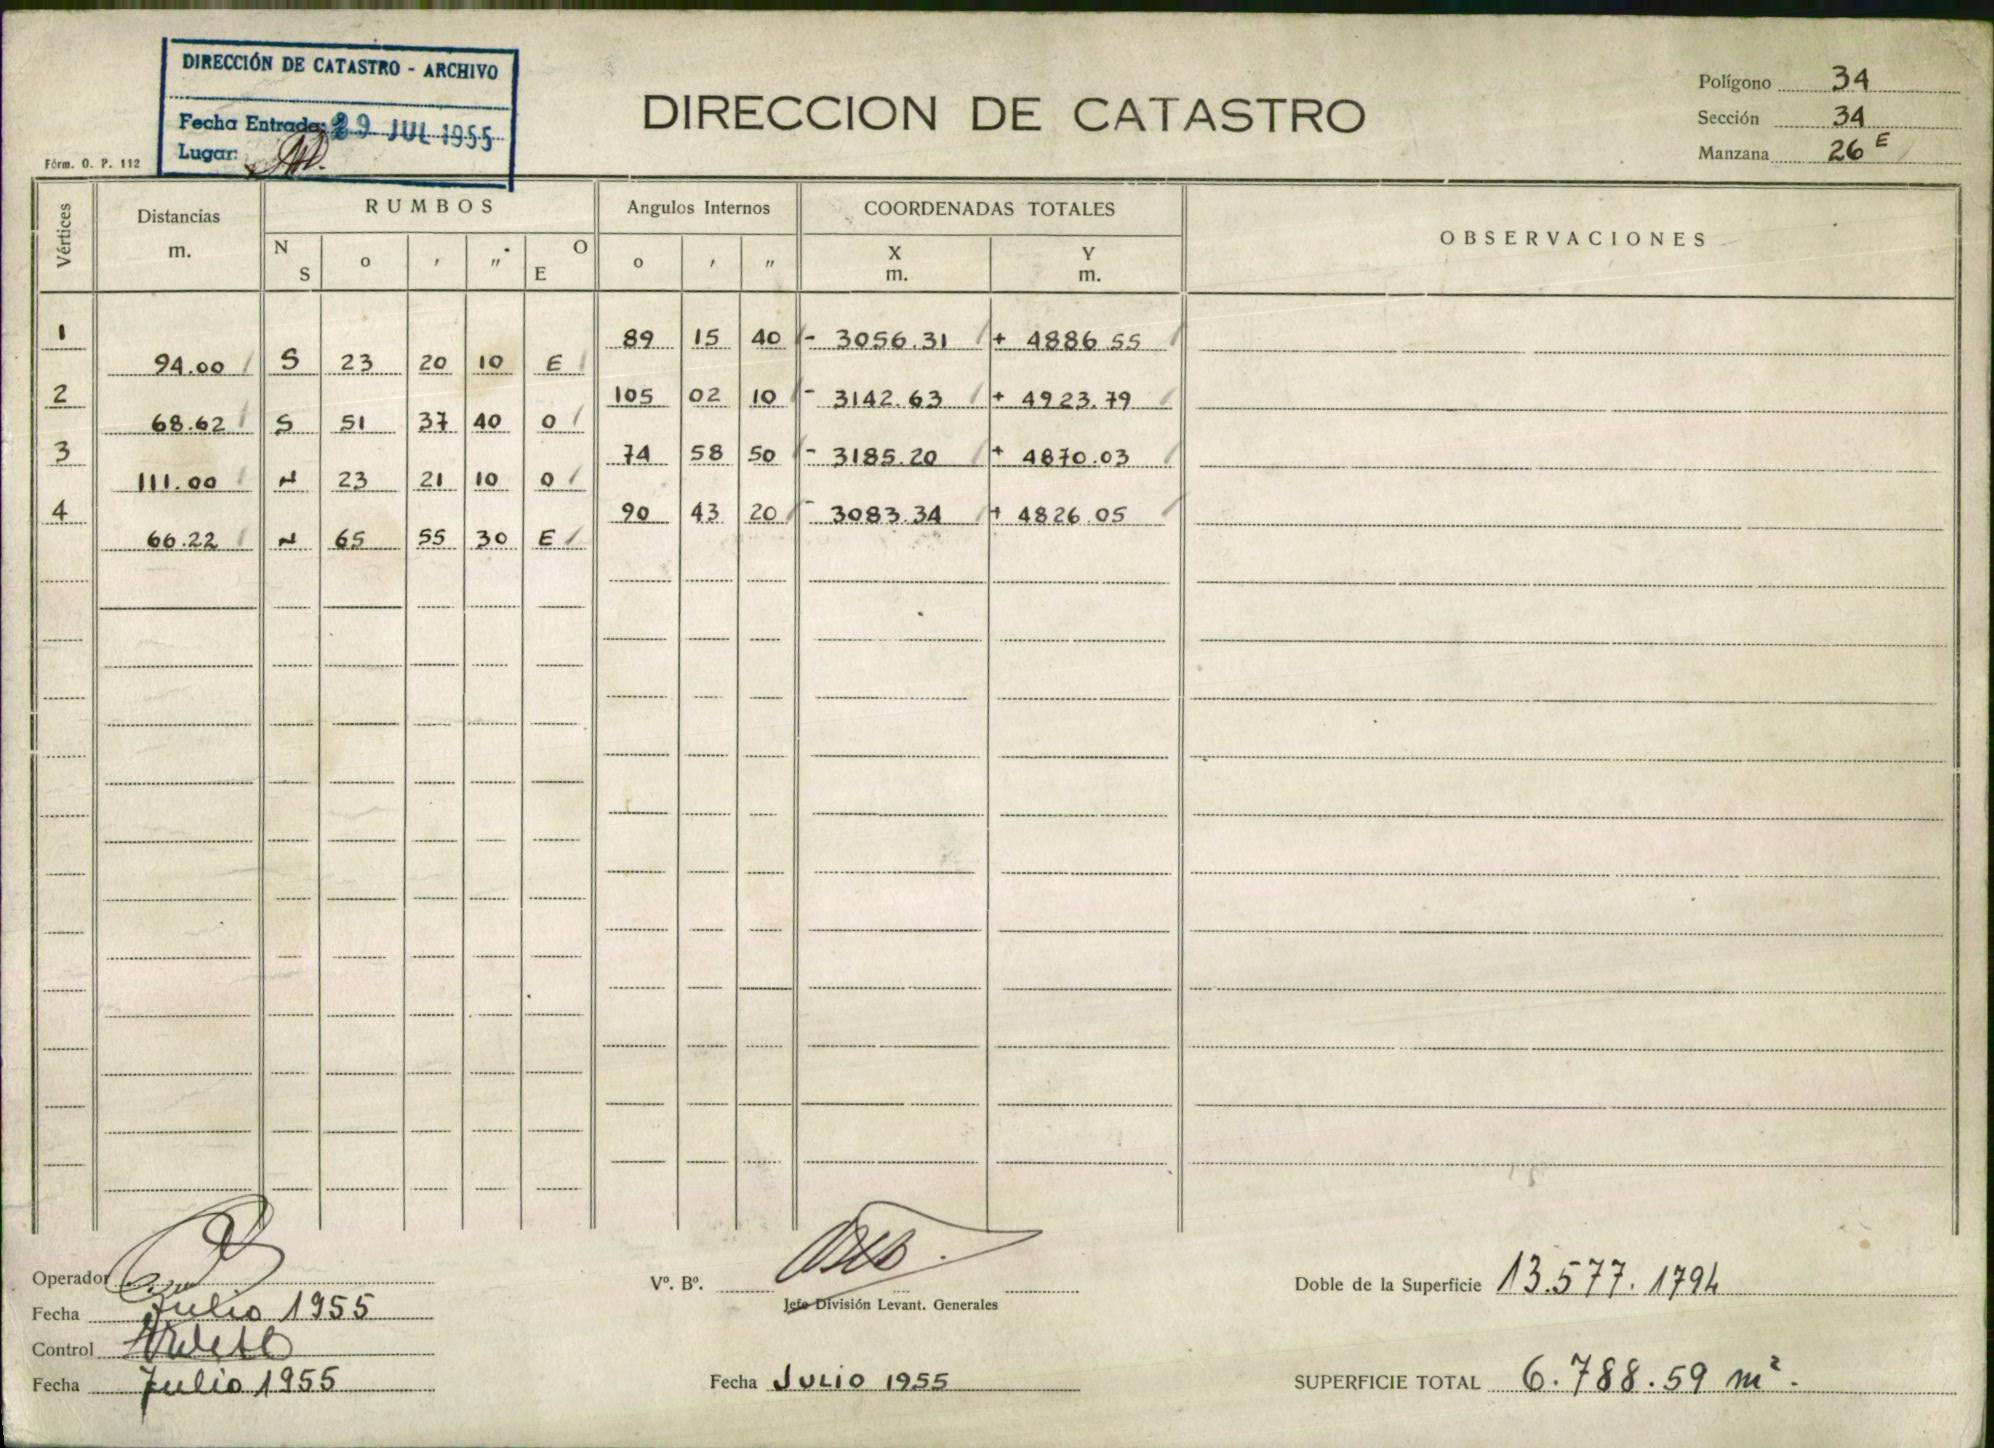 DIRECCIÓN DE CATASTRO - ARCHIVO
Fecha Entrada: 29 JUL 1955
Lugar:
Fórm. O. P. 112
DIRECCION DE CATASTRO
Polígono 34
Sección 34
Manzana 26 E
Vértices Distancias m. RUMBOS Angulos Internos COORDENADAS TOTALES OBSERVACIONES
N S o ' " O E o ' " X m. Y m.
1 89 15 40 - 3056.31 + 4886.55
94.00 S 23 20 10 E
2 105 02 10 - 3142.63 + 4923.79
68.62 S 51 37 40 O
3 74 58 50 - 3185.20 + 4870.03
111.00 N 23 21 10 O
4 90 43 20 - 3083.34 + 4826.05
66.22 N 65 55 30 E
Operador
Fecha Julio 1955
Control
Fecha Julio 1955
Vº. Bº.
Jefe División Levant. Generales
Fecha JULIO 1955
Doble de la Superficie 13.577.1794
SUPERFICIE TOTAL 6.788.59 m².